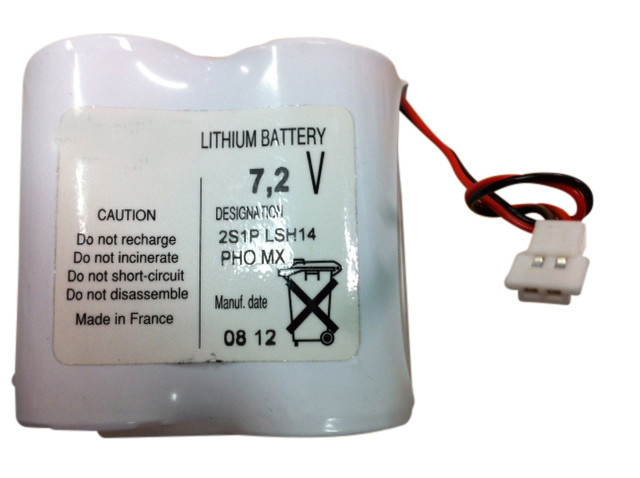 LITHIUM BATTERY
7,2 V
DESIGNATION
2S1P LSH14
PHO MX
Manuf. date
08 12
CAUTION
Do not recharge
Do not incinerate
Do not short-circuit
Do not disassemble
Made in France